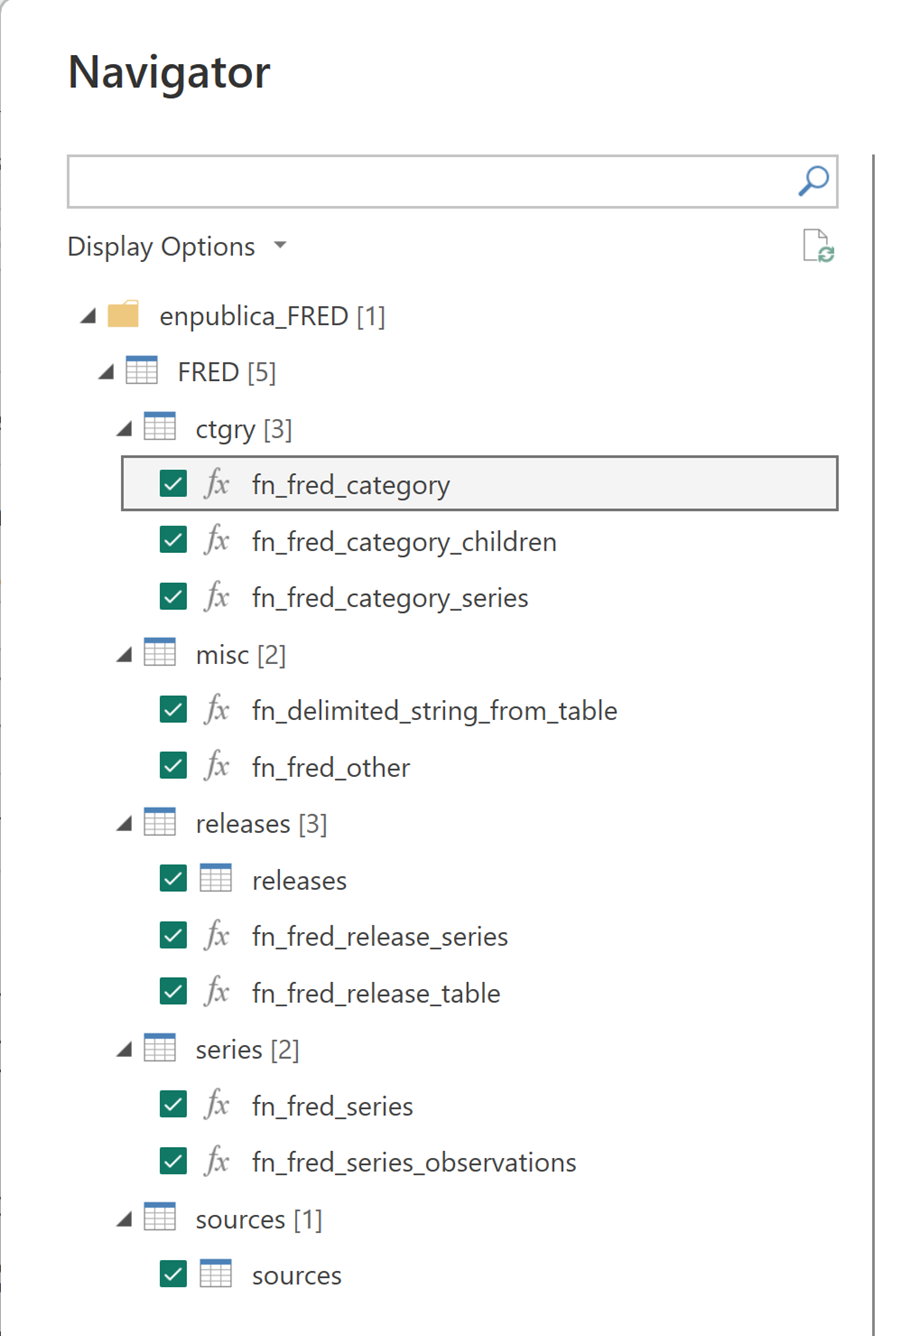 Navigator
Display Options
enpublica_FRED [1]
FRED [5]
ctgry [3]
fx fn_fred_category
fx fn_fred_category_children
fx fn_fred_category_series
misc [2]
fx fn_delimited_string_from_table
fx fn_fred_other
releases [3]
releases
fx fn_fred_release_series
fx fn_fred_release_table
series [2]
fx fn_fred_series
fx fn_fred_series_observations
sources [1]
sources